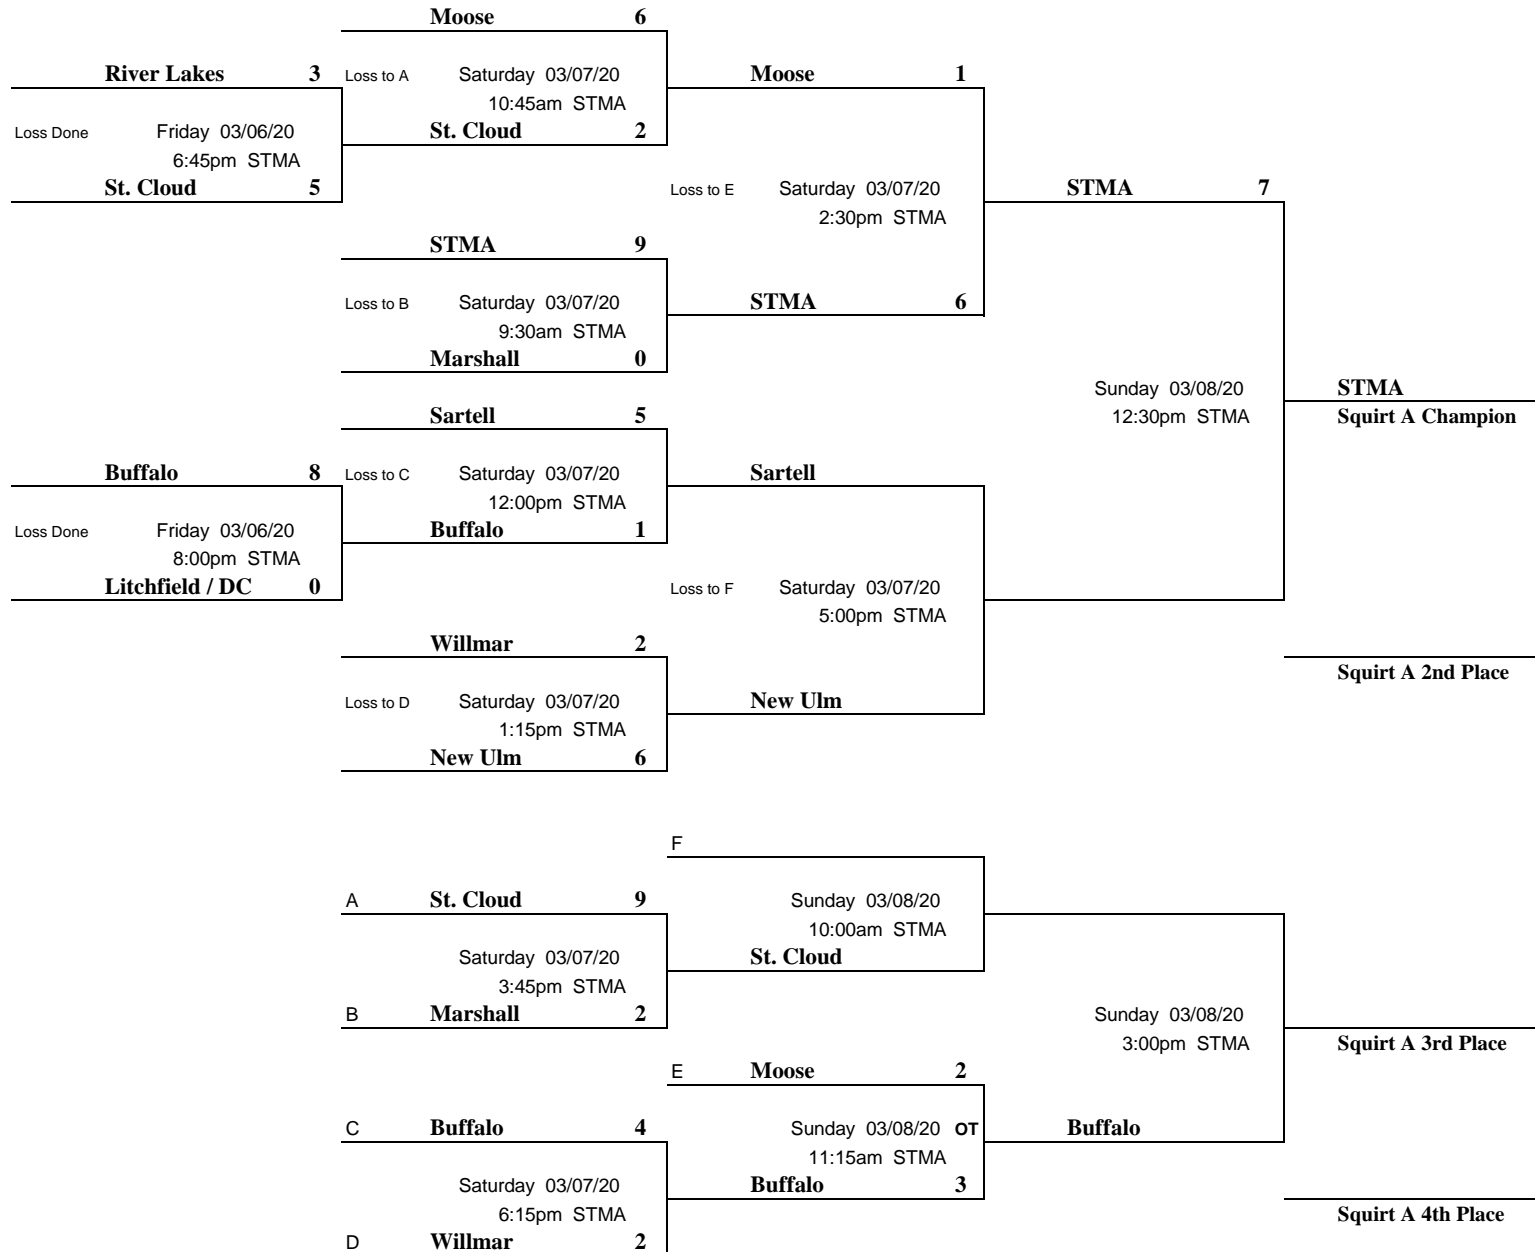 Moose 6
River Lakes 3 Loss to A Saturday 03/07/20 Moose 1
10:45am STMA
Loss Done Friday 03/06/20 St. Cloud 2
6:45pm STMA
St. Cloud 5 Loss to E Saturday 03/07/20 STMA 7
2:30pm STMA
STMA 9
Loss to B Saturday 03/07/20 STMA 6
9:30am STMA
Marshall 0
Sunday 03/08/20 STMA
Sartell 5 12:30pm STMA Squirt A Champion
Buffalo 8 Loss to C Saturday 03/07/20 Sartell
12:00pm STMA
Loss Done Friday 03/06/20 Buffalo 1
8:00pm STMA
Litchfield / DC 0 Loss to F Saturday 03/07/20
5:00pm STMA
Willmar 2
Squirt A 2nd Place
Loss to D Saturday 03/07/20 New Ulm
1:15pm STMA
New Ulm 6
F
A St. Cloud 9 Sunday 03/08/20
10:00am STMA
Saturday 03/07/20 St. Cloud
3:45pm STMA
B Marshall 2 Sunday 03/08/20
3:00pm STMA Squirt A 3rd Place
E Moose 2
C Buffalo 4 Sunday 03/08/20 OT Buffalo
11:15am STMA
Saturday 03/07/20 Buffalo 3
6:15pm STMA Squirt A 4th Place
D Willmar 2